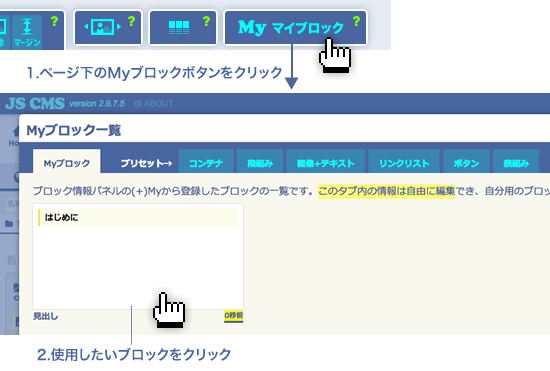 ? ? ? ?
マージン My マイブロック
1.ページ下のMyブロックボタンをクリック
JS CMS version 2.9.7.5 ABOUT
Myブロック一覧
Myブロック プリセット→ コンテナ 段組み 画像+テキスト リンクリスト ボタン 表組み
ブロック情報パネルの(+)Myから登録したブロックの一覧です。このタブ内の情報は自由に編集でき、自分用のブロッ
はじめに
見出し 0秒前
2.使用したいブロックをクリック